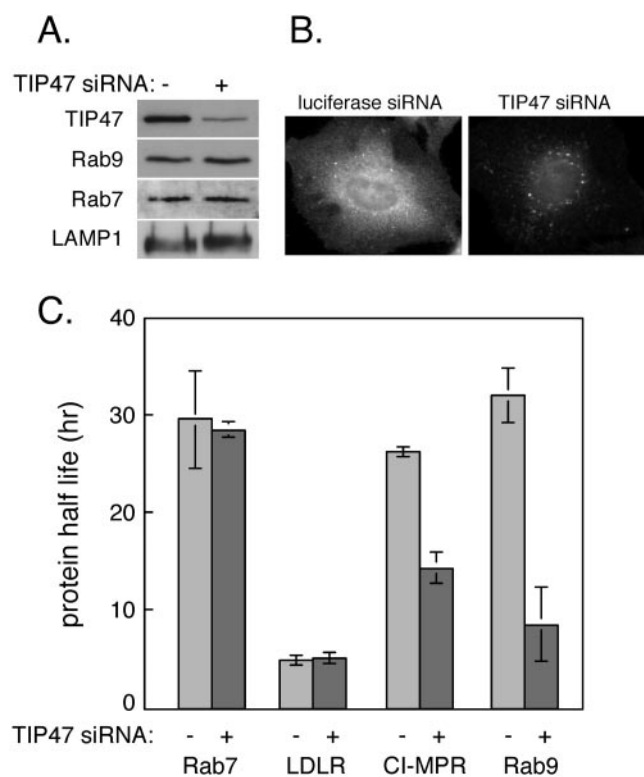 A.
TIP47 siRNA: - +
TIP47
Rab9
Rab7
LAMP1
B.
luciferase siRNA TIP47 siRNA
C.
protein half life (hr)
40
30
20
10
0
TIP47 siRNA: - + - + - + - +
Rab7 LDLR CI-MPR Rab9